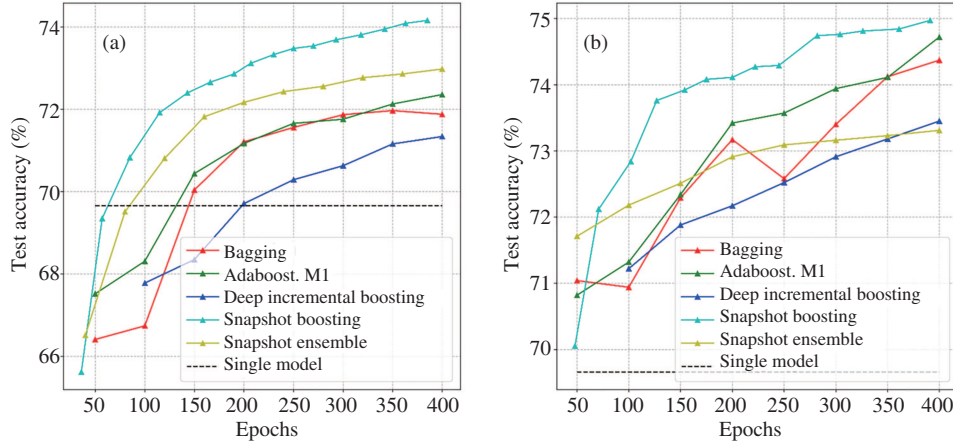 74
72
70
68
66
Test accuracy (%)
(a)
Bagging
Adaboost. M1
Deep incremental boosting
Snapshot boosting
Snapshot ensemble
Single model
50 100 150 200 250 300 350 400
Epochs
75
74
73
72
71
70
Test accuracy (%)
(b)
Bagging
Adaboost. M1
Deep incremental boosting
Snapshot boosting
Snapshot ensemble
Single model
50 100 150 200 250 300 350 400
Epochs